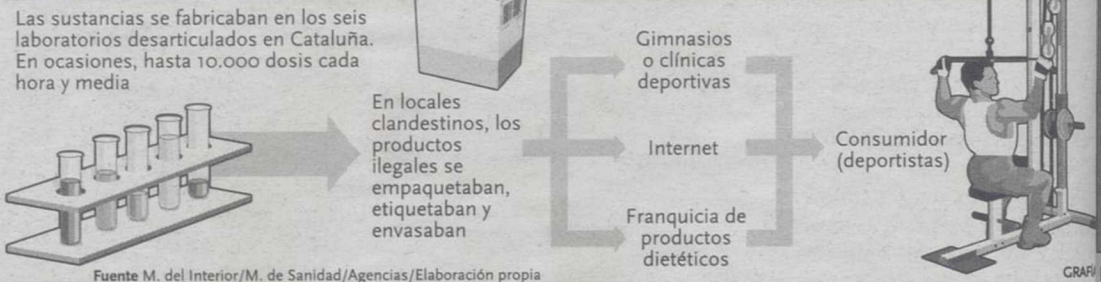 Las sustancias se fabricaban en los seis
laboratorios desarticulados en Cataluña.
En ocasiones, hasta 10.000 dosis cada
hora y media
En locales
clandestinos, los
productos
ilegales se
empaquetaban,
etiquetaban y
envasaban
Gimnasios
o clínicas
deportivas
Internet
Franquicia de
productos
dietéticos
Consumidor
(deportistas)
Fuente M. del Interior/M. de Sanidad/Agencias/Elaboración propia